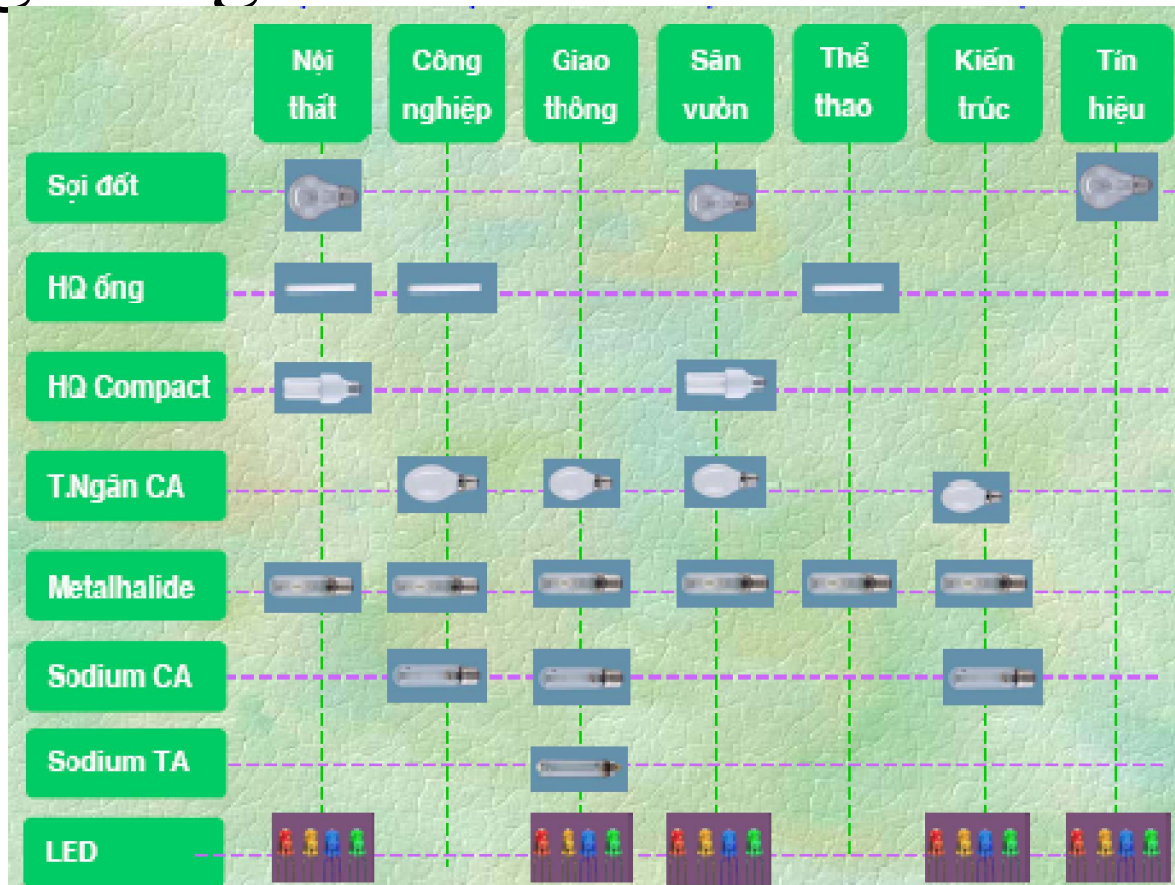 Nội
thất
Công
nghiệp
Giao
thông
Sân
vườn
Thể
thao
Kiến
trúc
Tín
hiệu
Sợi đốt
HQ ống
HQ Compact
T.Ngân CA
Metalhalide
Sodium CA
Sodium TA
LED